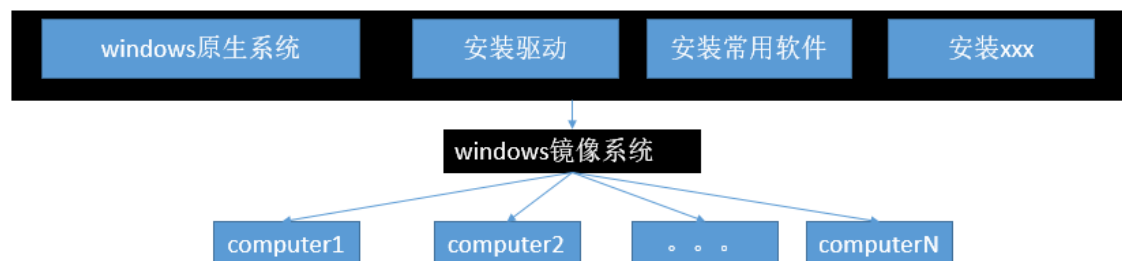 windows原生系统
安装驱动
安装常用软件
安装xxx
windows镜像系统
computer1
computer2
。。。
computerN